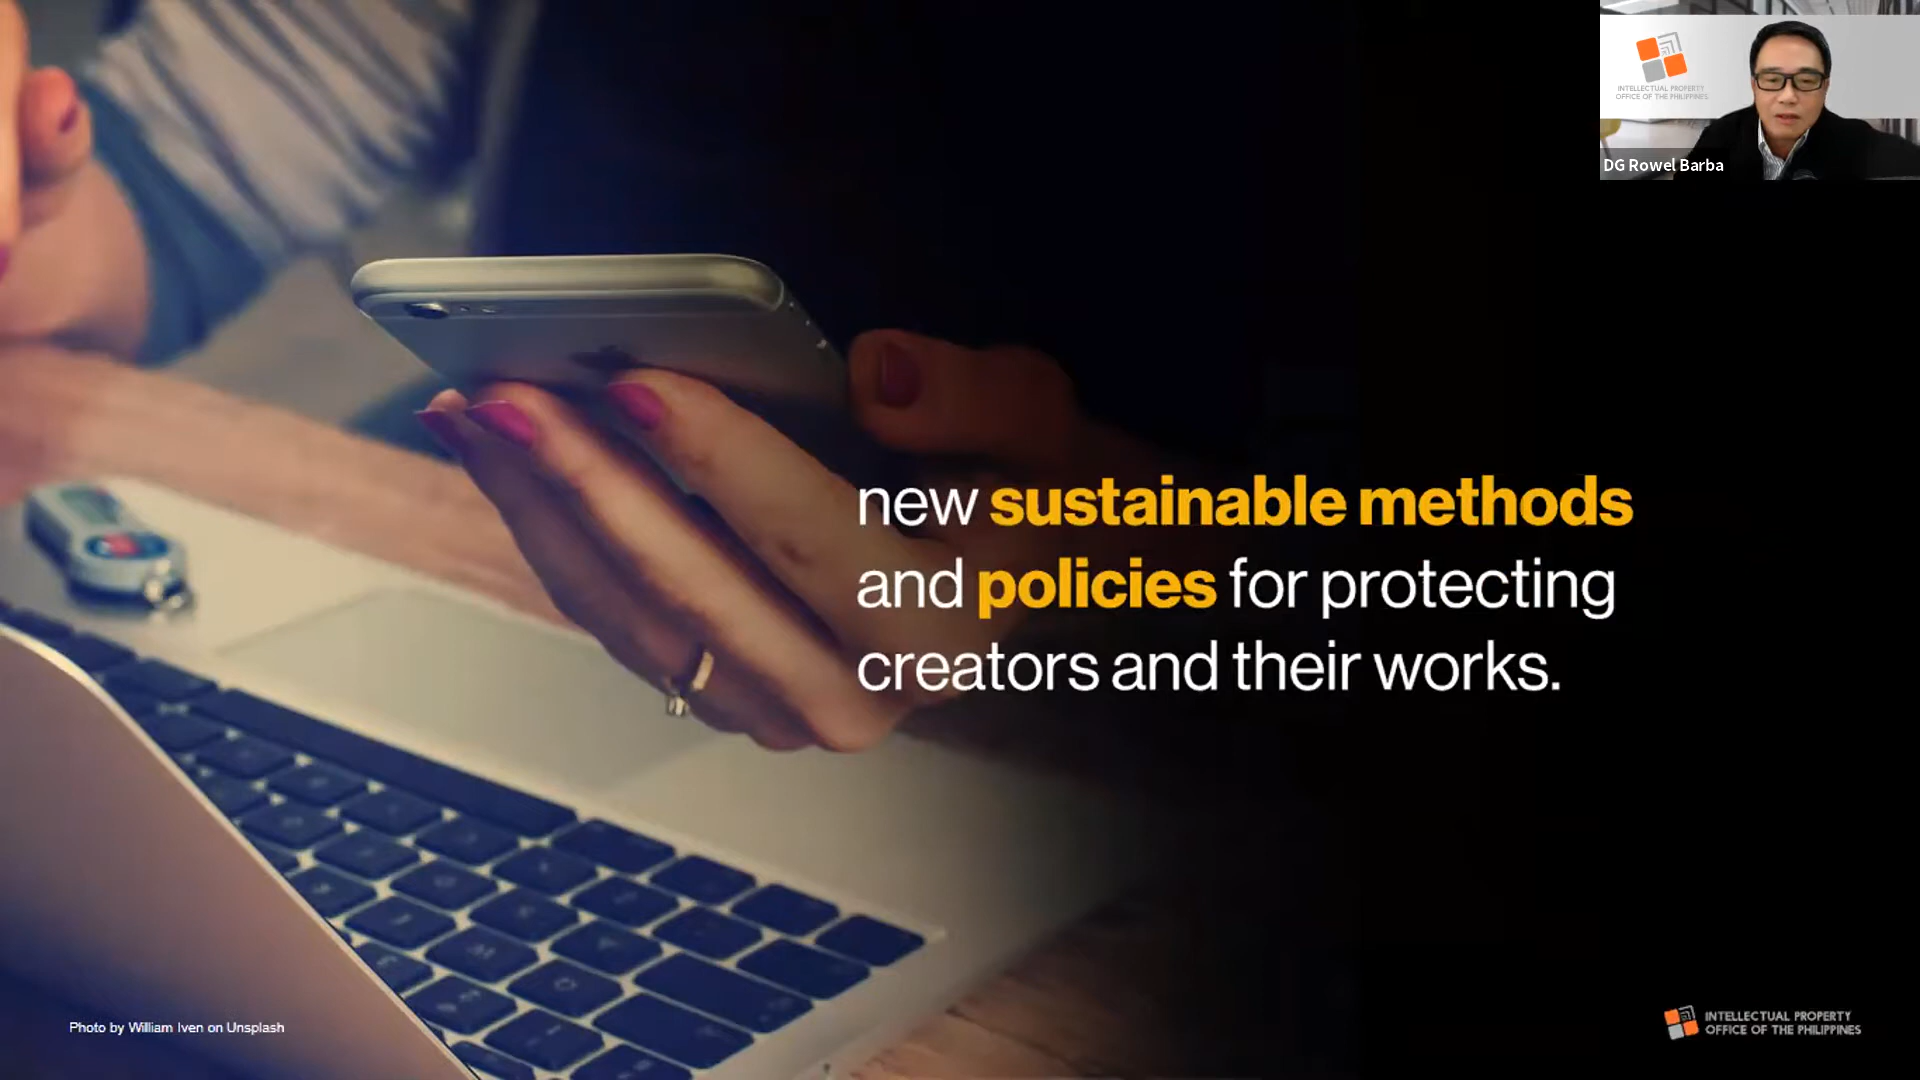 INTELLECTUAL PROPERTY
OFFICE OF THE PHILIPPINES
DG Rowel Barba
new sustainable methods
and policies for protecting
creators and their works.
Photo by William Iven on Unsplash
INTELLECTUAL PROPERTY
OFFICE OF THE PHILIPPINES